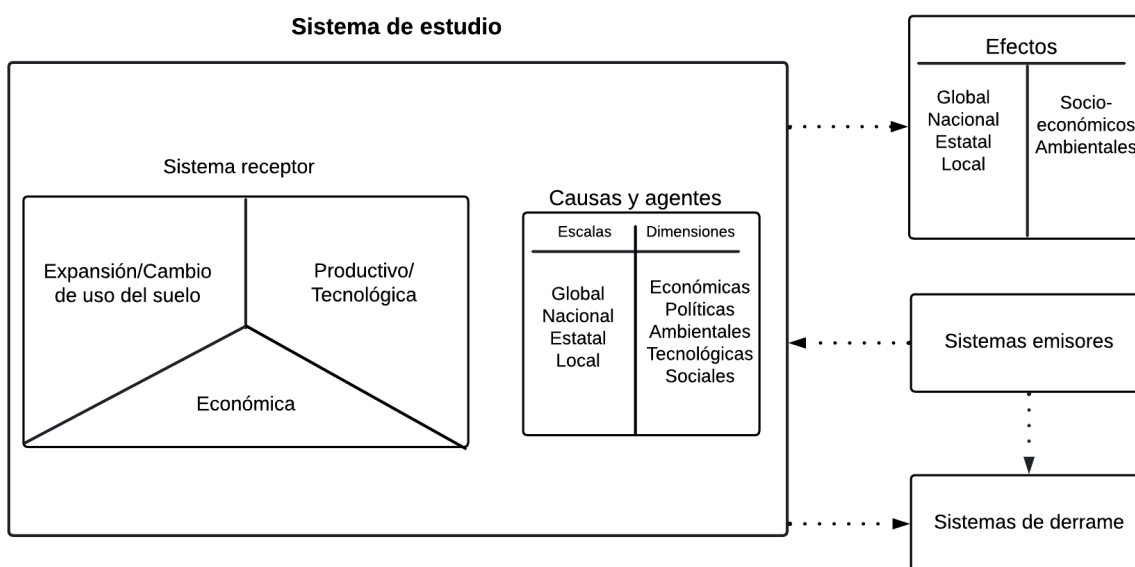 Sistema de estudio
Sistema receptor
Expansión/Cambio
de uso del suelo
Productivo/
Tecnológica
Económica
Causas y agentes
Escalas
Dimensiones
Global
Nacional
Estatal
Local
Económicas
Políticas
Ambientales
Tecnológicas
Sociales
Efectos
Global
Nacional
Estatal
Local
Socio-
económicos
Ambientales
Sistemas emisores
Sistemas de derrame